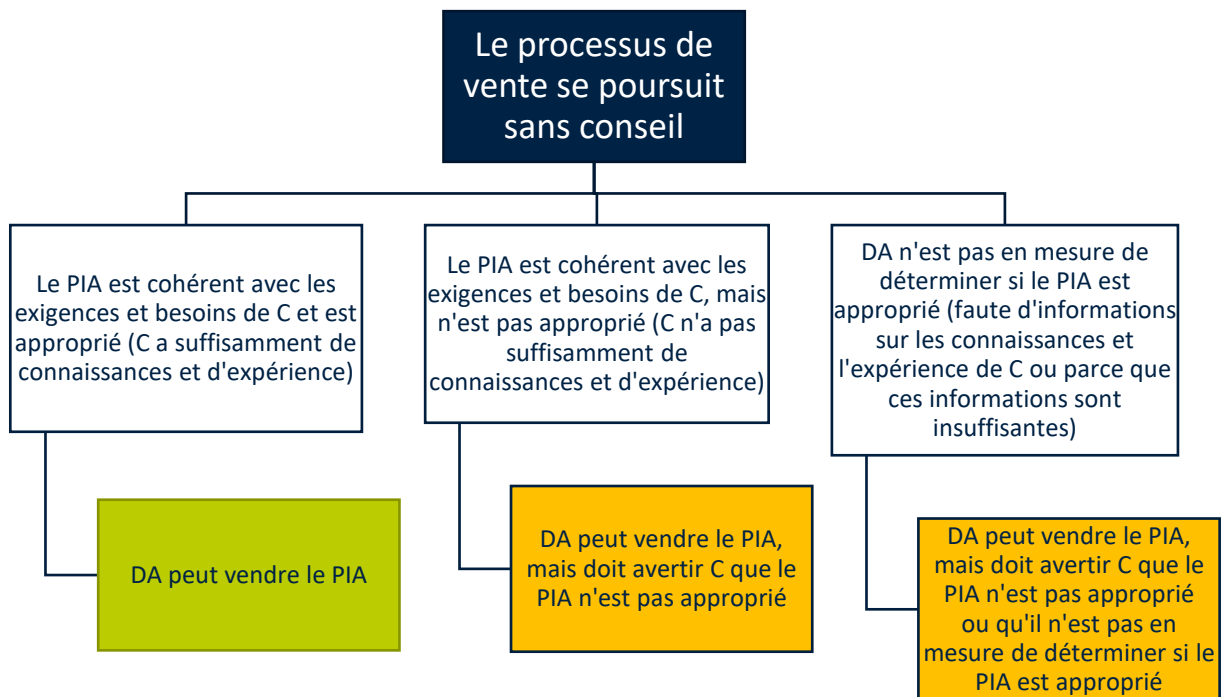 Le processus de
vente se poursuit
sans conseil
Le PIA est cohérent avec les
exigences et besoins de C et est
approprié (C a suffisamment de
connaissances et d'expérience)
Le PIA est cohérent avec les
exigences et besoins de C, mais
n'est pas approprié (C n'a pas
suffisamment de
connaissances et d'expérience)
DA n'est pas en mesure de
déterminer si le PIA est
approprié (faute d'informations
sur les connaissances et
l'expérience de C ou parce que
ces informations sont
insuffisantes)
DA peut vendre le PIA
DA peut vendre le PIA,
mais doit avertir C que le
PIA n'est pas approprié
DA peut vendre le PIA,
mais doit avertir C que le
PIA n'est pas approprié
ou qu'il n'est pas en
mesure de déterminer si le
PIA est approprié